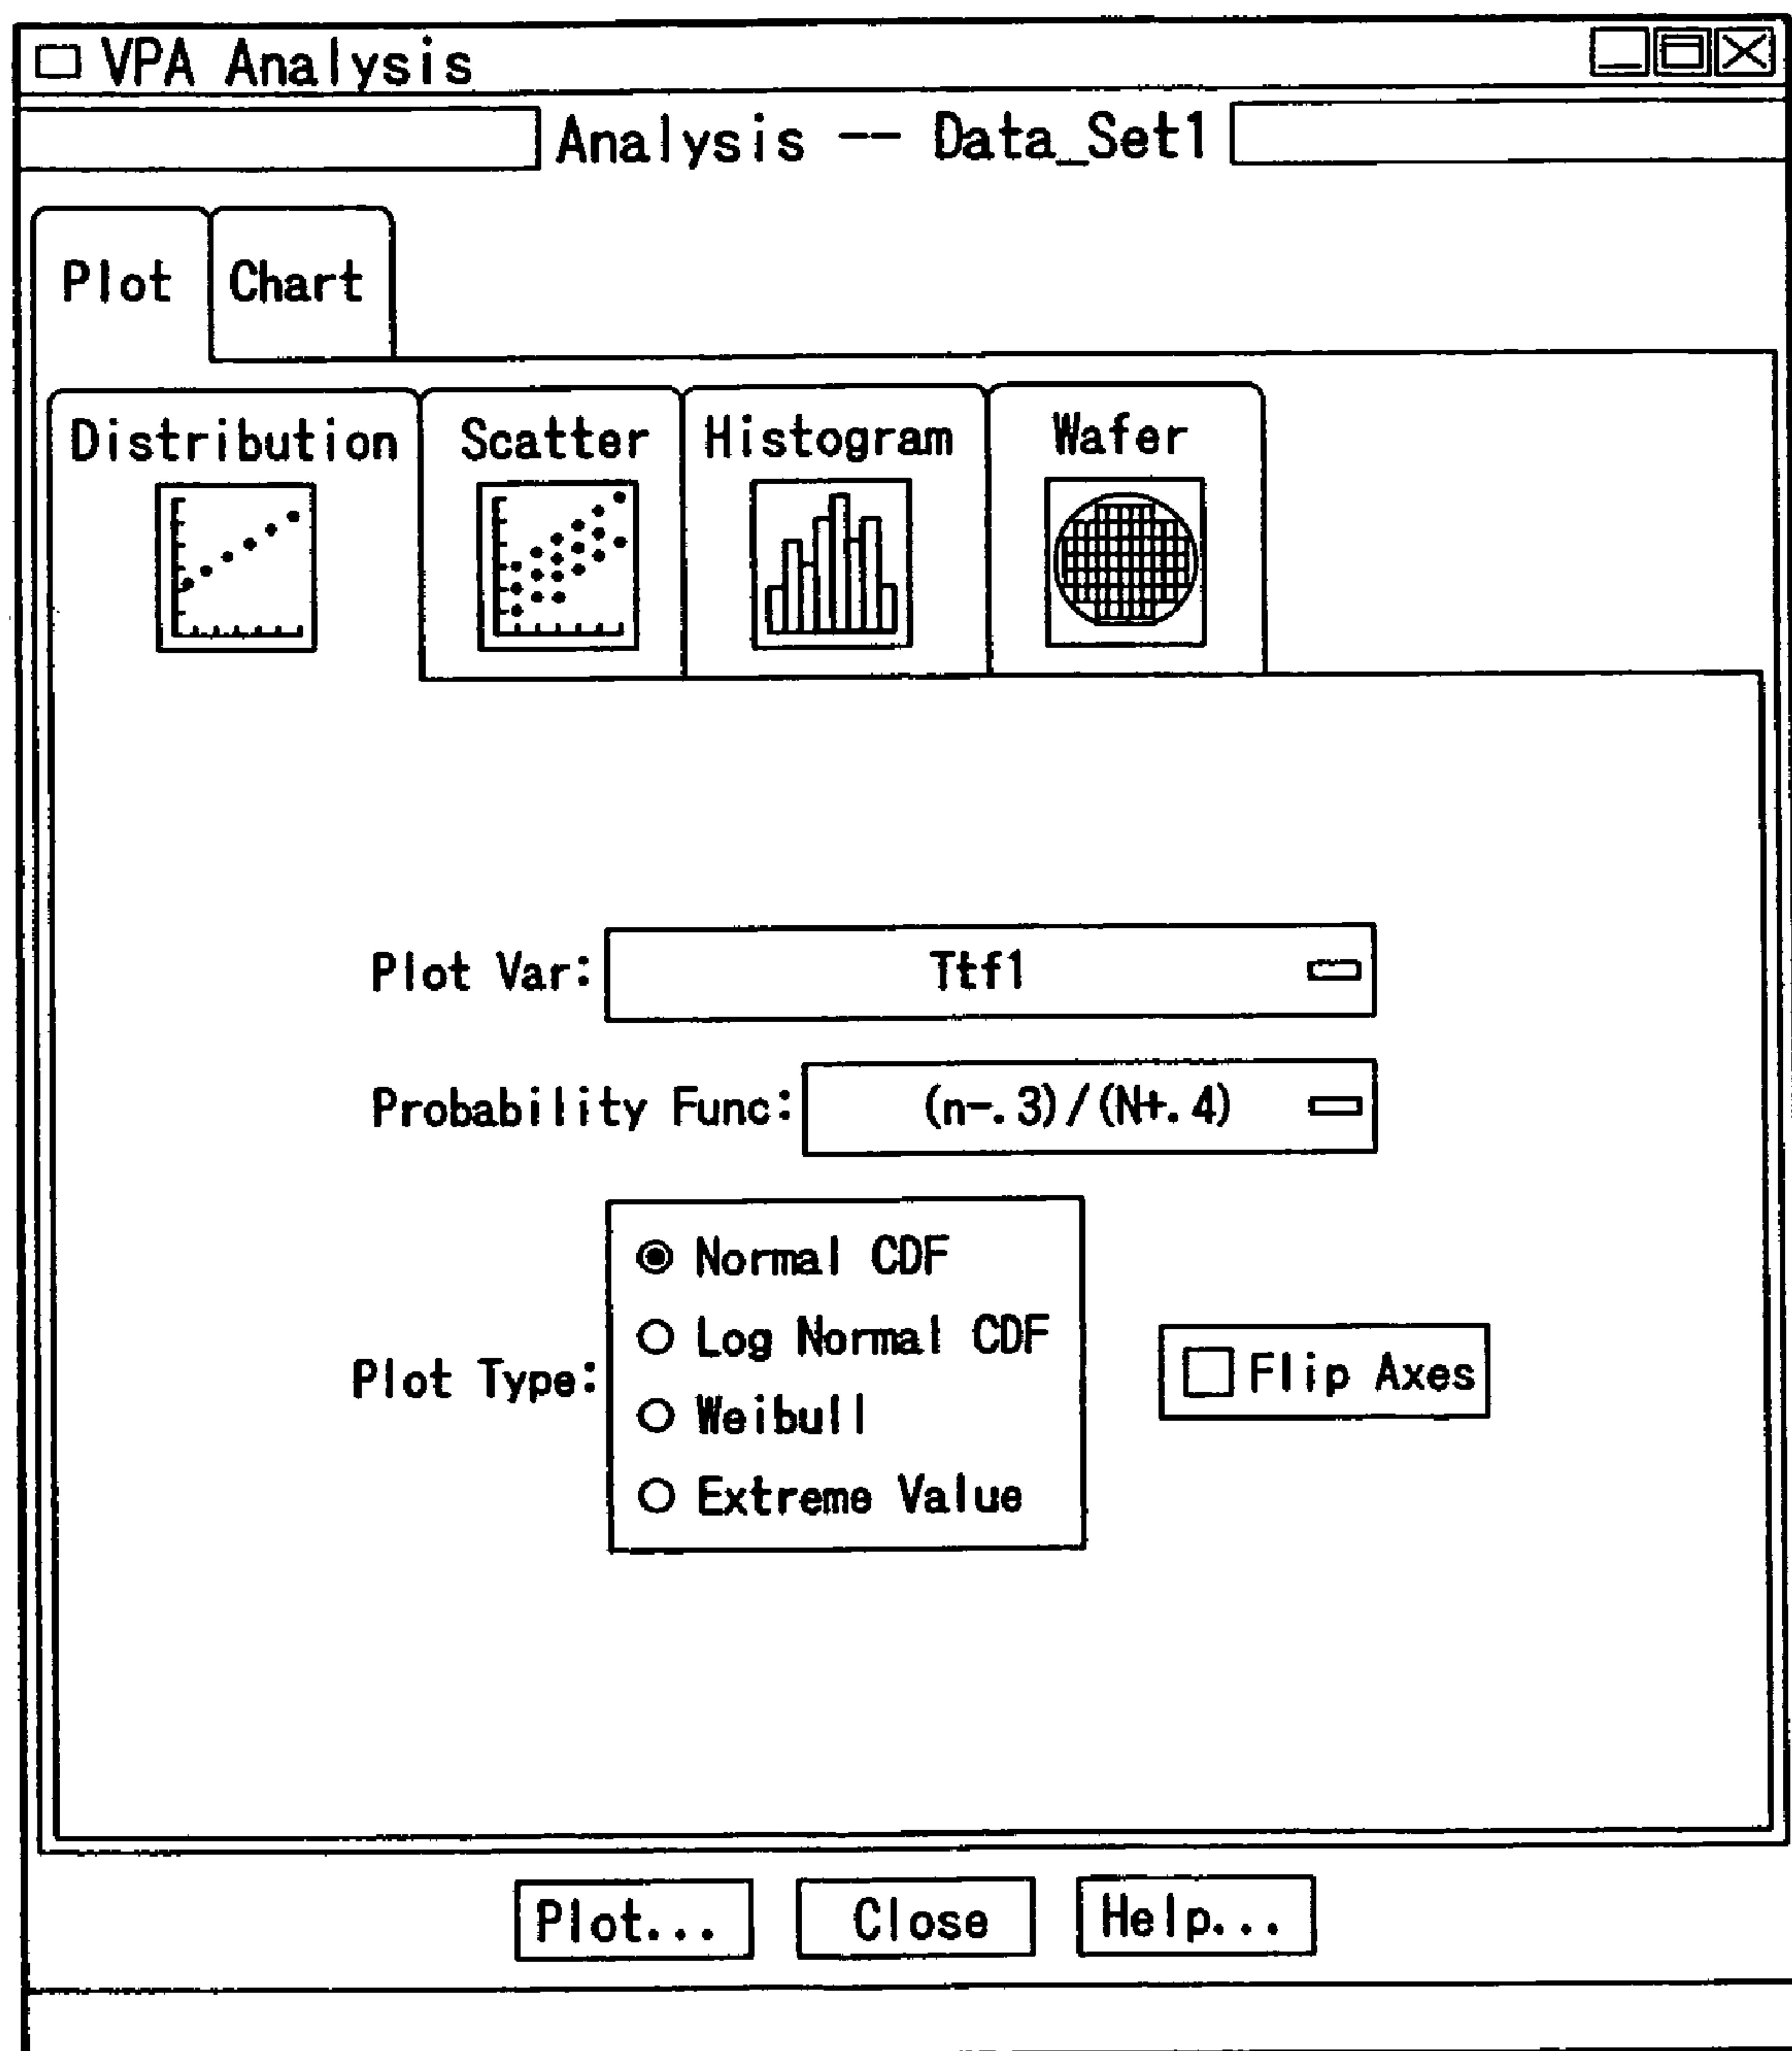 VPA Analysis
Analysis -- Data_Set1
Plot Chart
Distribution Scatter Histogram Wafer
Plot Var: Ttf1
Probability Func: (n-.3)/(N+.4)
Plot Type:
Normal CDF
Log Normal CDF
Weibull
Extreme Value
Flip Axes
Plot... Close Help...